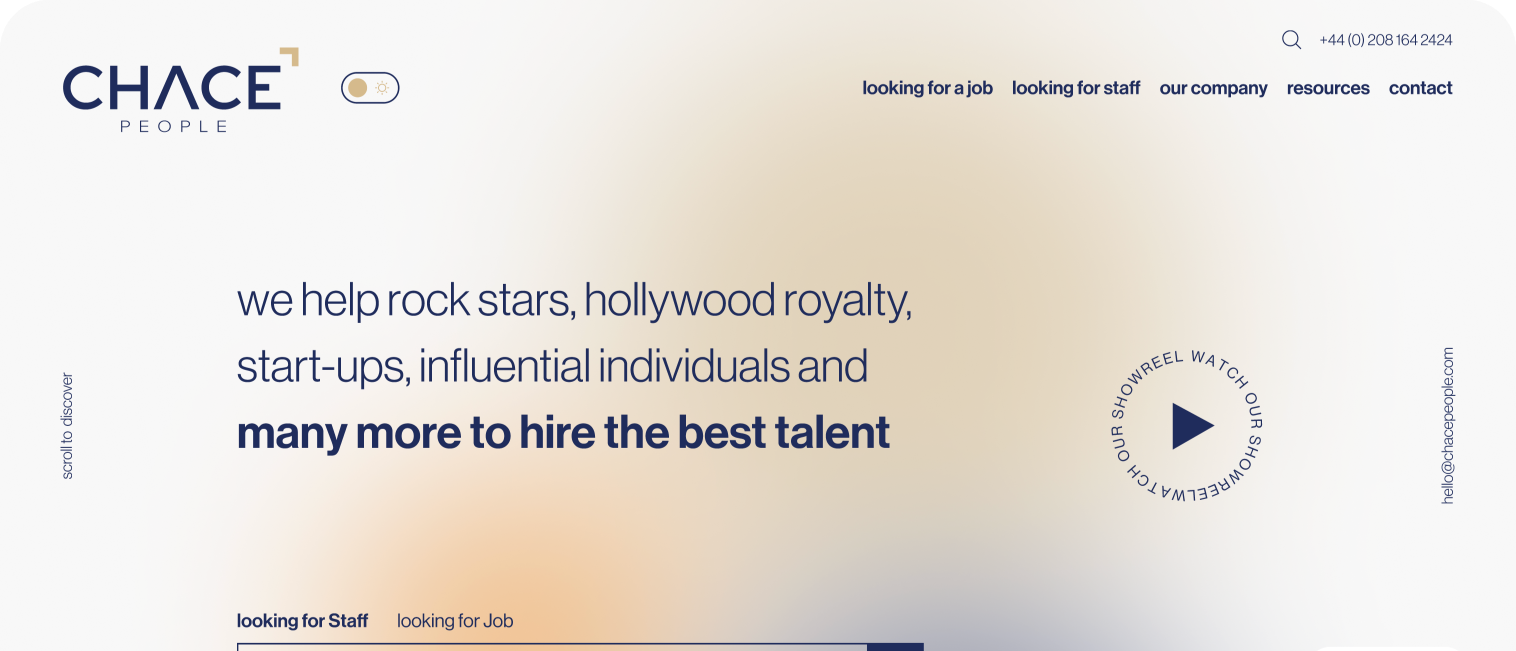 +44 (0) 208 164 2424
CHACE
PEOPLE
looking for a job looking for staff our company resources contact
we help rock stars, hollywood royalty,
start-ups, influential individuals and
many more to hire the best talent
scroll to discover
WATCH OUR SHOWREEL WATCH OUR SHOWREEL
hello@chacepeople.com
looking for Staff looking for Job